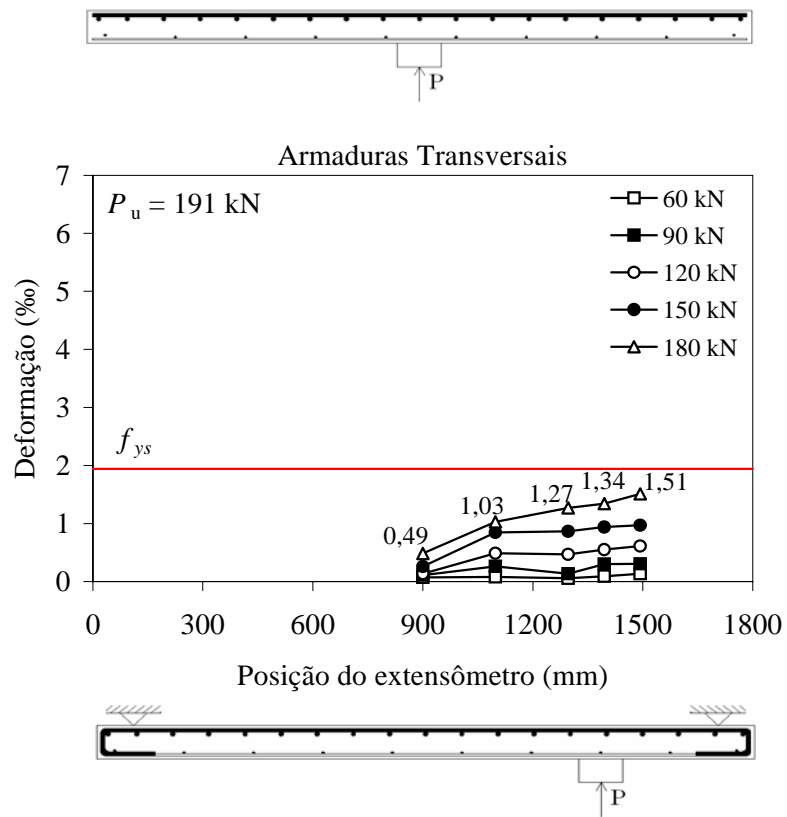 P
Armaduras Transversais
P u = 191 kN
60 kN
90 kN
120 kN
150 kN
180 kN
Deformação (‰)
7
6
5
4
3
2
1
0
f ys
0,49
1,03
1,27
1,34
1,51
0 300 600 900 1200 1500 1800
Posição do extensômetro (mm)
P